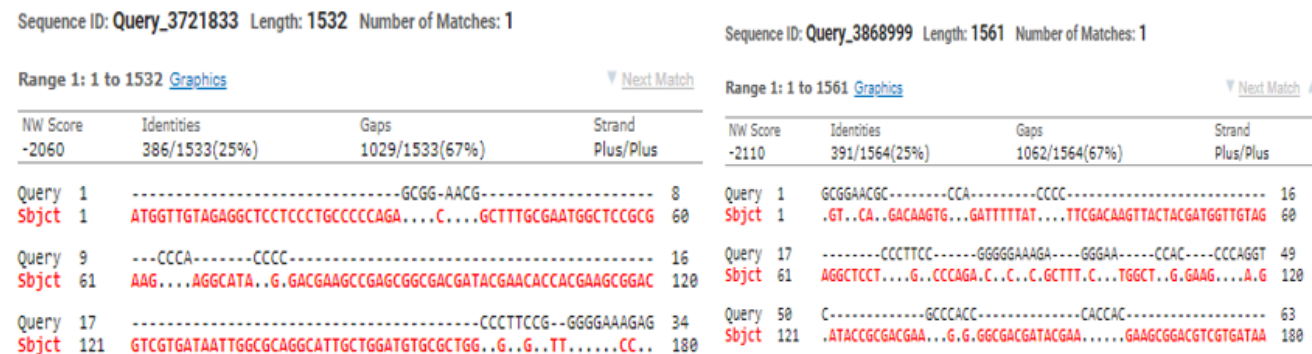 Sequence ID: Query_3721833 Length: 1532 Number of Matches: 1
Range 1: 1 to 1532 Graphics Next Match
NW Score Identities Gaps Strand
-2060 386/1533(25%) 1029/1533(67%) Plus/Plus
Query 1 -------------------------------GCGG-AACG-------------------- 8
Sbjct 1 ATGGTTGTAGAGGCTCCTCCCTGCCCCCAGA....C....GCTTTGCGAATGGCTCCGCG 60
Query 9 ---CCCA-------CCCC------------------------------------------ 16
Sbjct 61 AAG....AGGCATA..G.GACGAAGCCGAGCGGCGACGATACGAACACCACGAAGCGGAC 120
Query 17 ----------------------------------------CCCTTCCG--GGGGAAAGAG 34
Sbjct 121 GTCGTGATAATTGGCGCAGGCATTGCTGGATGTGCGCTGG..G..G..TT......CC.. 180
Sequence ID: Query_3868999 Length: 1561 Number of Matches: 1
Range 1: 1 to 1561 Graphics Next Match
NW Score Identities Gaps Strand
-2110 391/1564(25%) 1062/1564(67%) Plus/Plus
Query 1 GCGGAACGC--------CCA---------CCCC--------------------------- 16
Sbjct 1 .GT..CA..GACAAGTG...GATTTTTAT....TTCGACAAGTTACTACGATGGTTGTAG 60
Query 17 --------CCCTTCC------GGGGGAAAGA----GGGAA-----CCAC----CCCAGGT 49
Sbjct 61 AGGCTCCT....G..CCCAGA.C..C..C.GCTTT.C...TGGCT..G.GAAG....A.G 120
Query 50 C-------------GCCCACC--------------CACCAC------------------- 63
Sbjct 121 .ATACCGCGACGAA...G.G.GGCGACGATACGAA......GAAGCGGACGTCGTGATAA 180